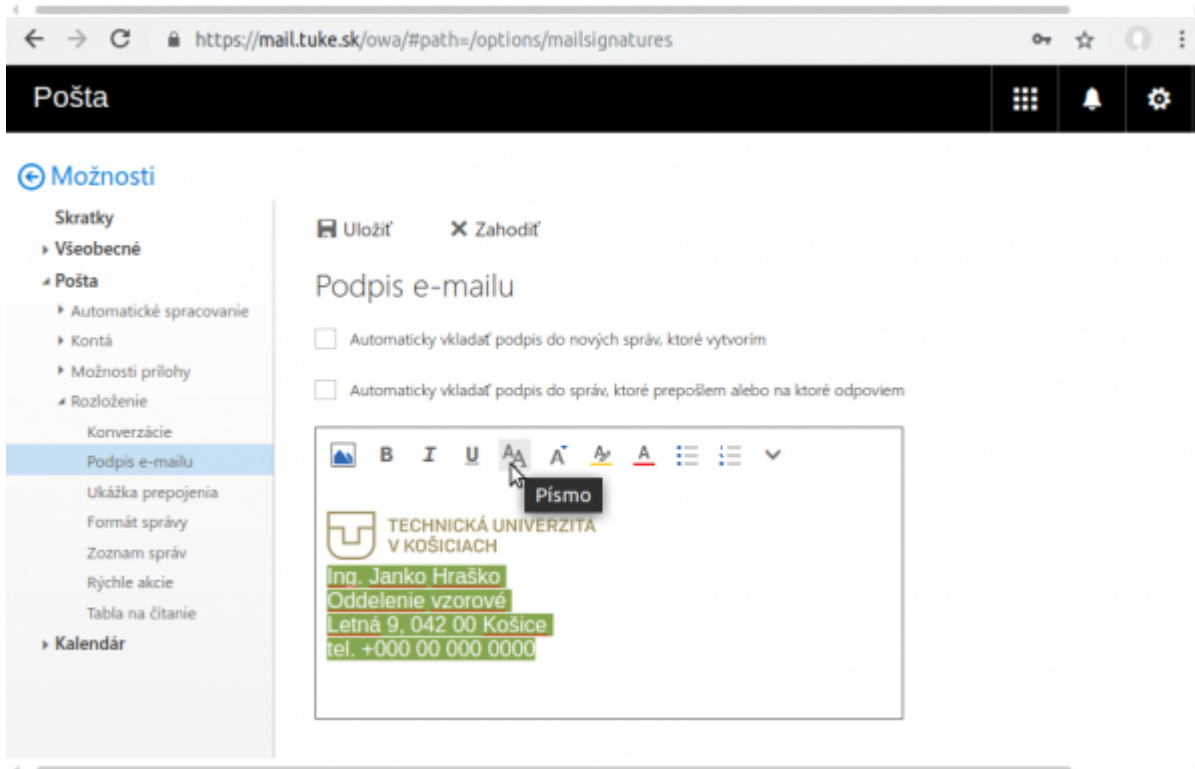 https://mail.tuke.sk/owa/#path=/options/mailsignatures
Pošta
Možnosti
Skratky
Všeobecné
Pošta
Automatické spracovanie
Kontá
Možnosti prílohy
Rozloženie
Konverzácie
Podpis e-mailu
Ukážka prepojenia
Formát správy
Zoznam správ
Rýchle akcie
Tabla na čítanie
Kalendár
Uložiť Zahodiť
Podpis e-mailu
Automaticky vkladať podpis do nových správ, ktoré vytvorím
Automaticky vkladať podpis do správ, ktoré prepošlem alebo na ktoré odpoviem
B I U A A A A
Písmo
TECHNICKÁ UNIVERZITA
V KOŠICIACH
Ing. Janko Hraško
Oddelenie vzorové
Letná 9, 042 00 Košice
tel. +000 00 000 0000